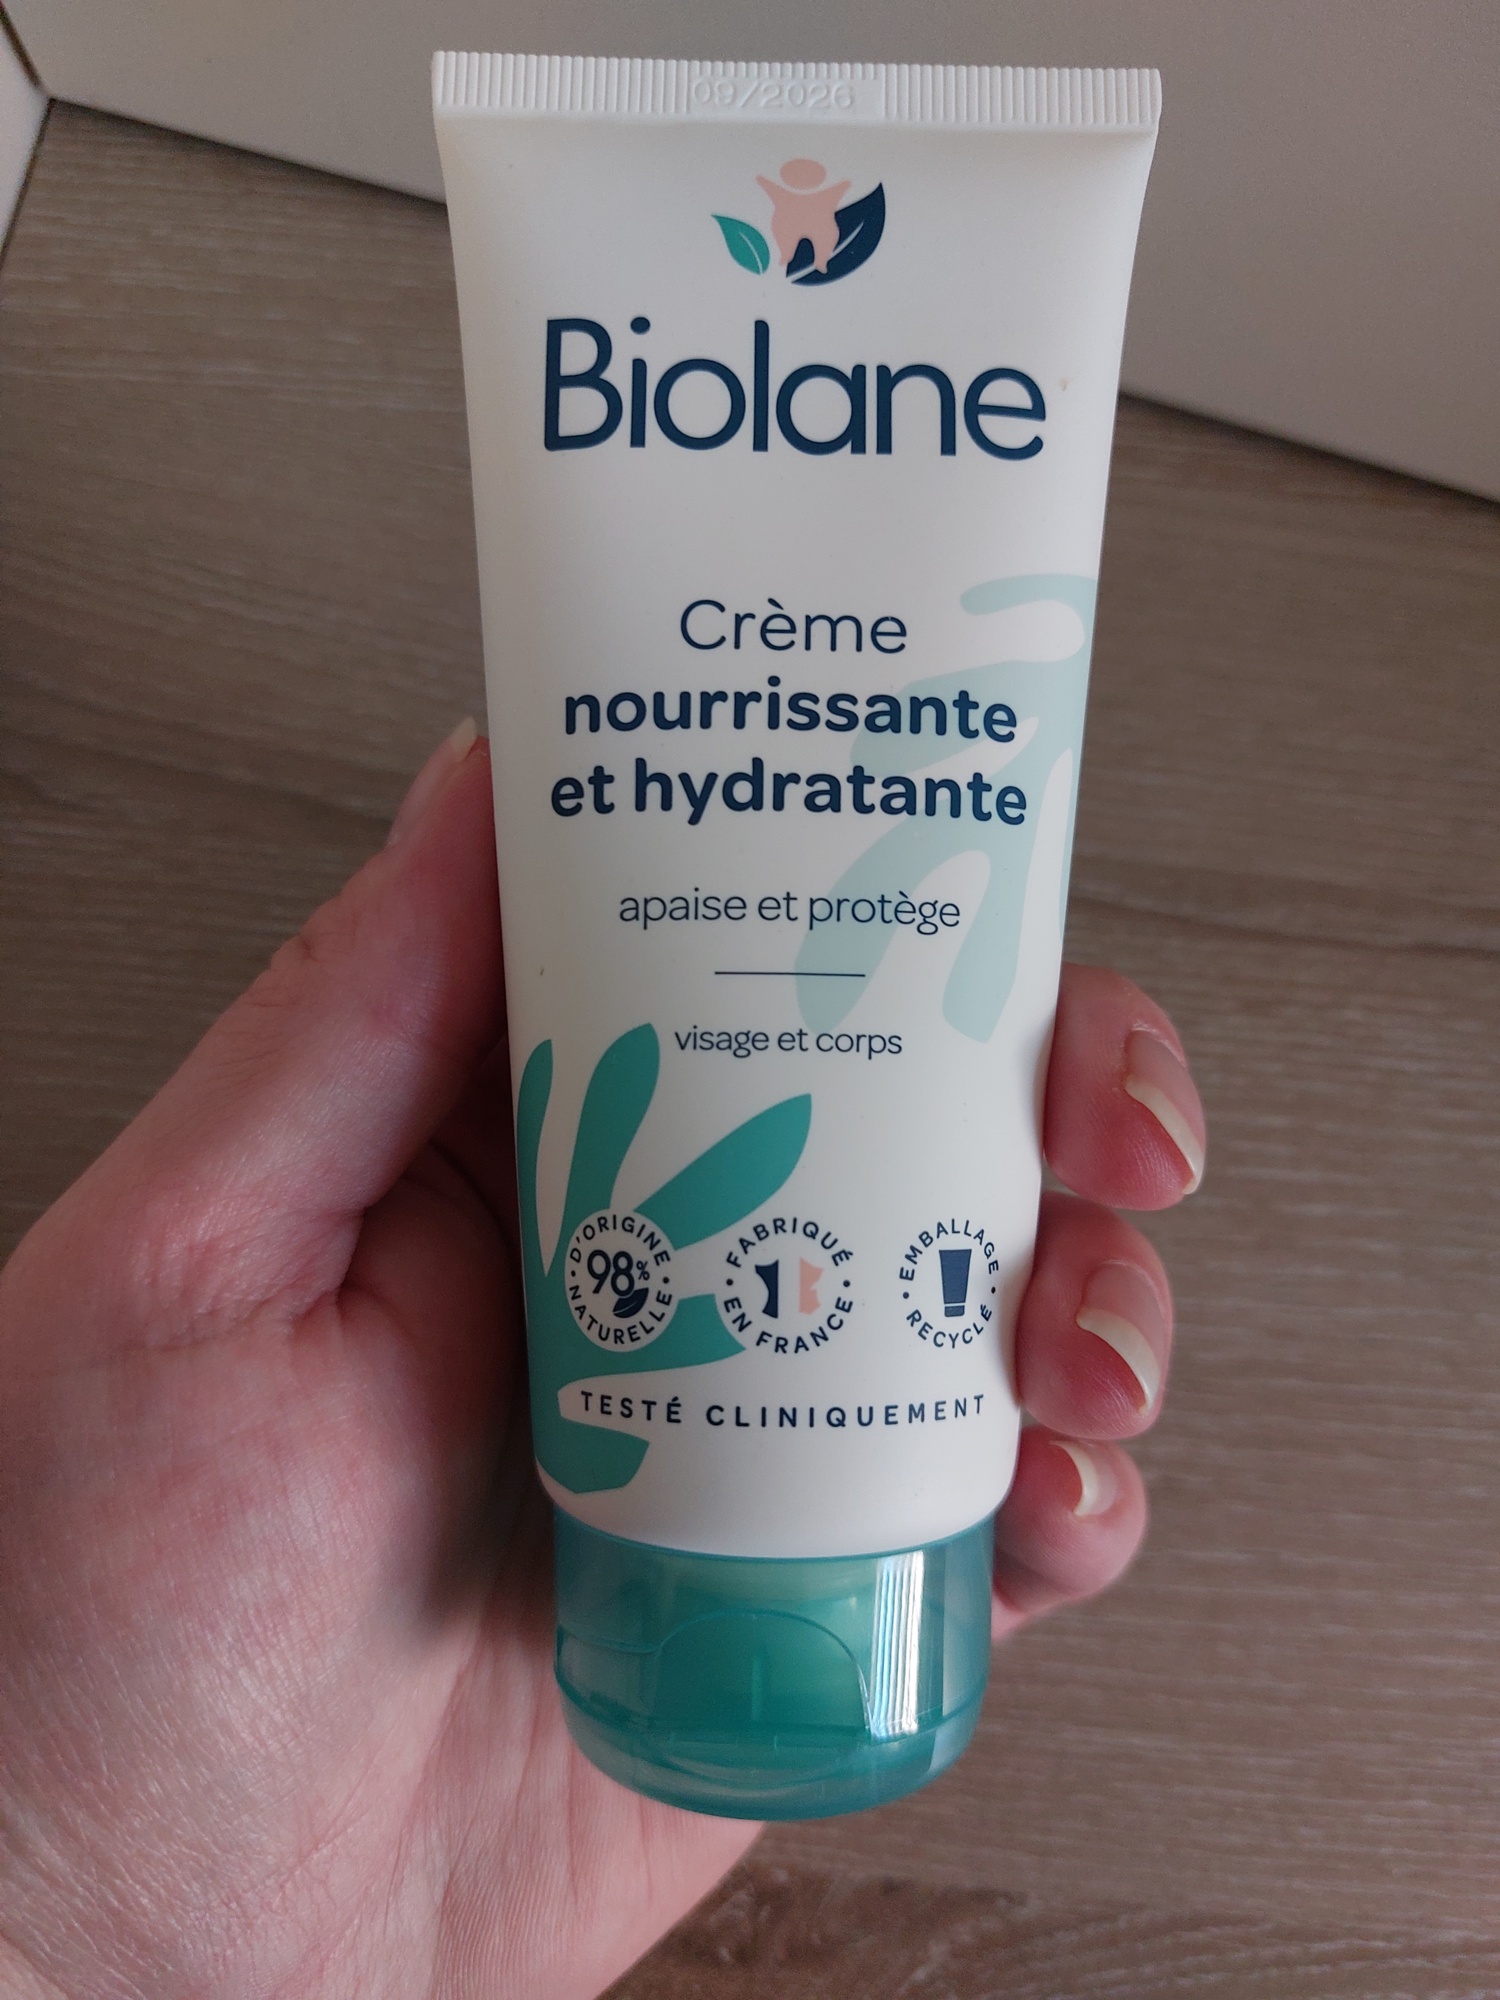 09/2026
Biolane
Crème
nourrissante
et hydratante
apaise et protège
visage et corps
D'ORIGINE
98%
NATURELLE
FABRIQUÉ
EN FRANCE
EMBALLAGE
RECYCLÉ
TESTÉ CLINIQUEMENT